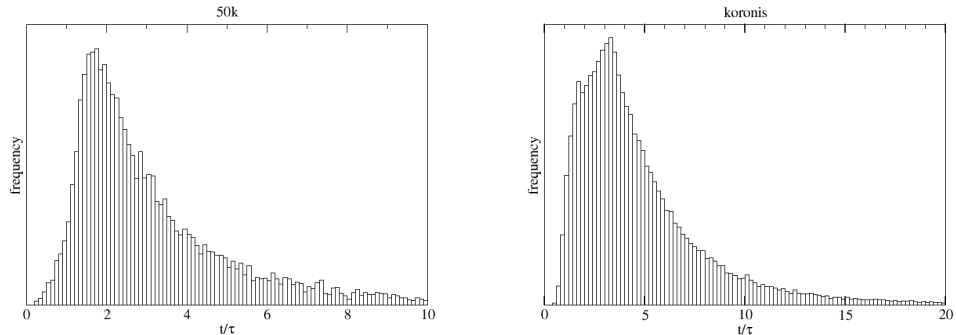 50k
frequency
0 2 4 6 8 10
t/τ
koronis
frequency
0 5 10 15 20
t/τ